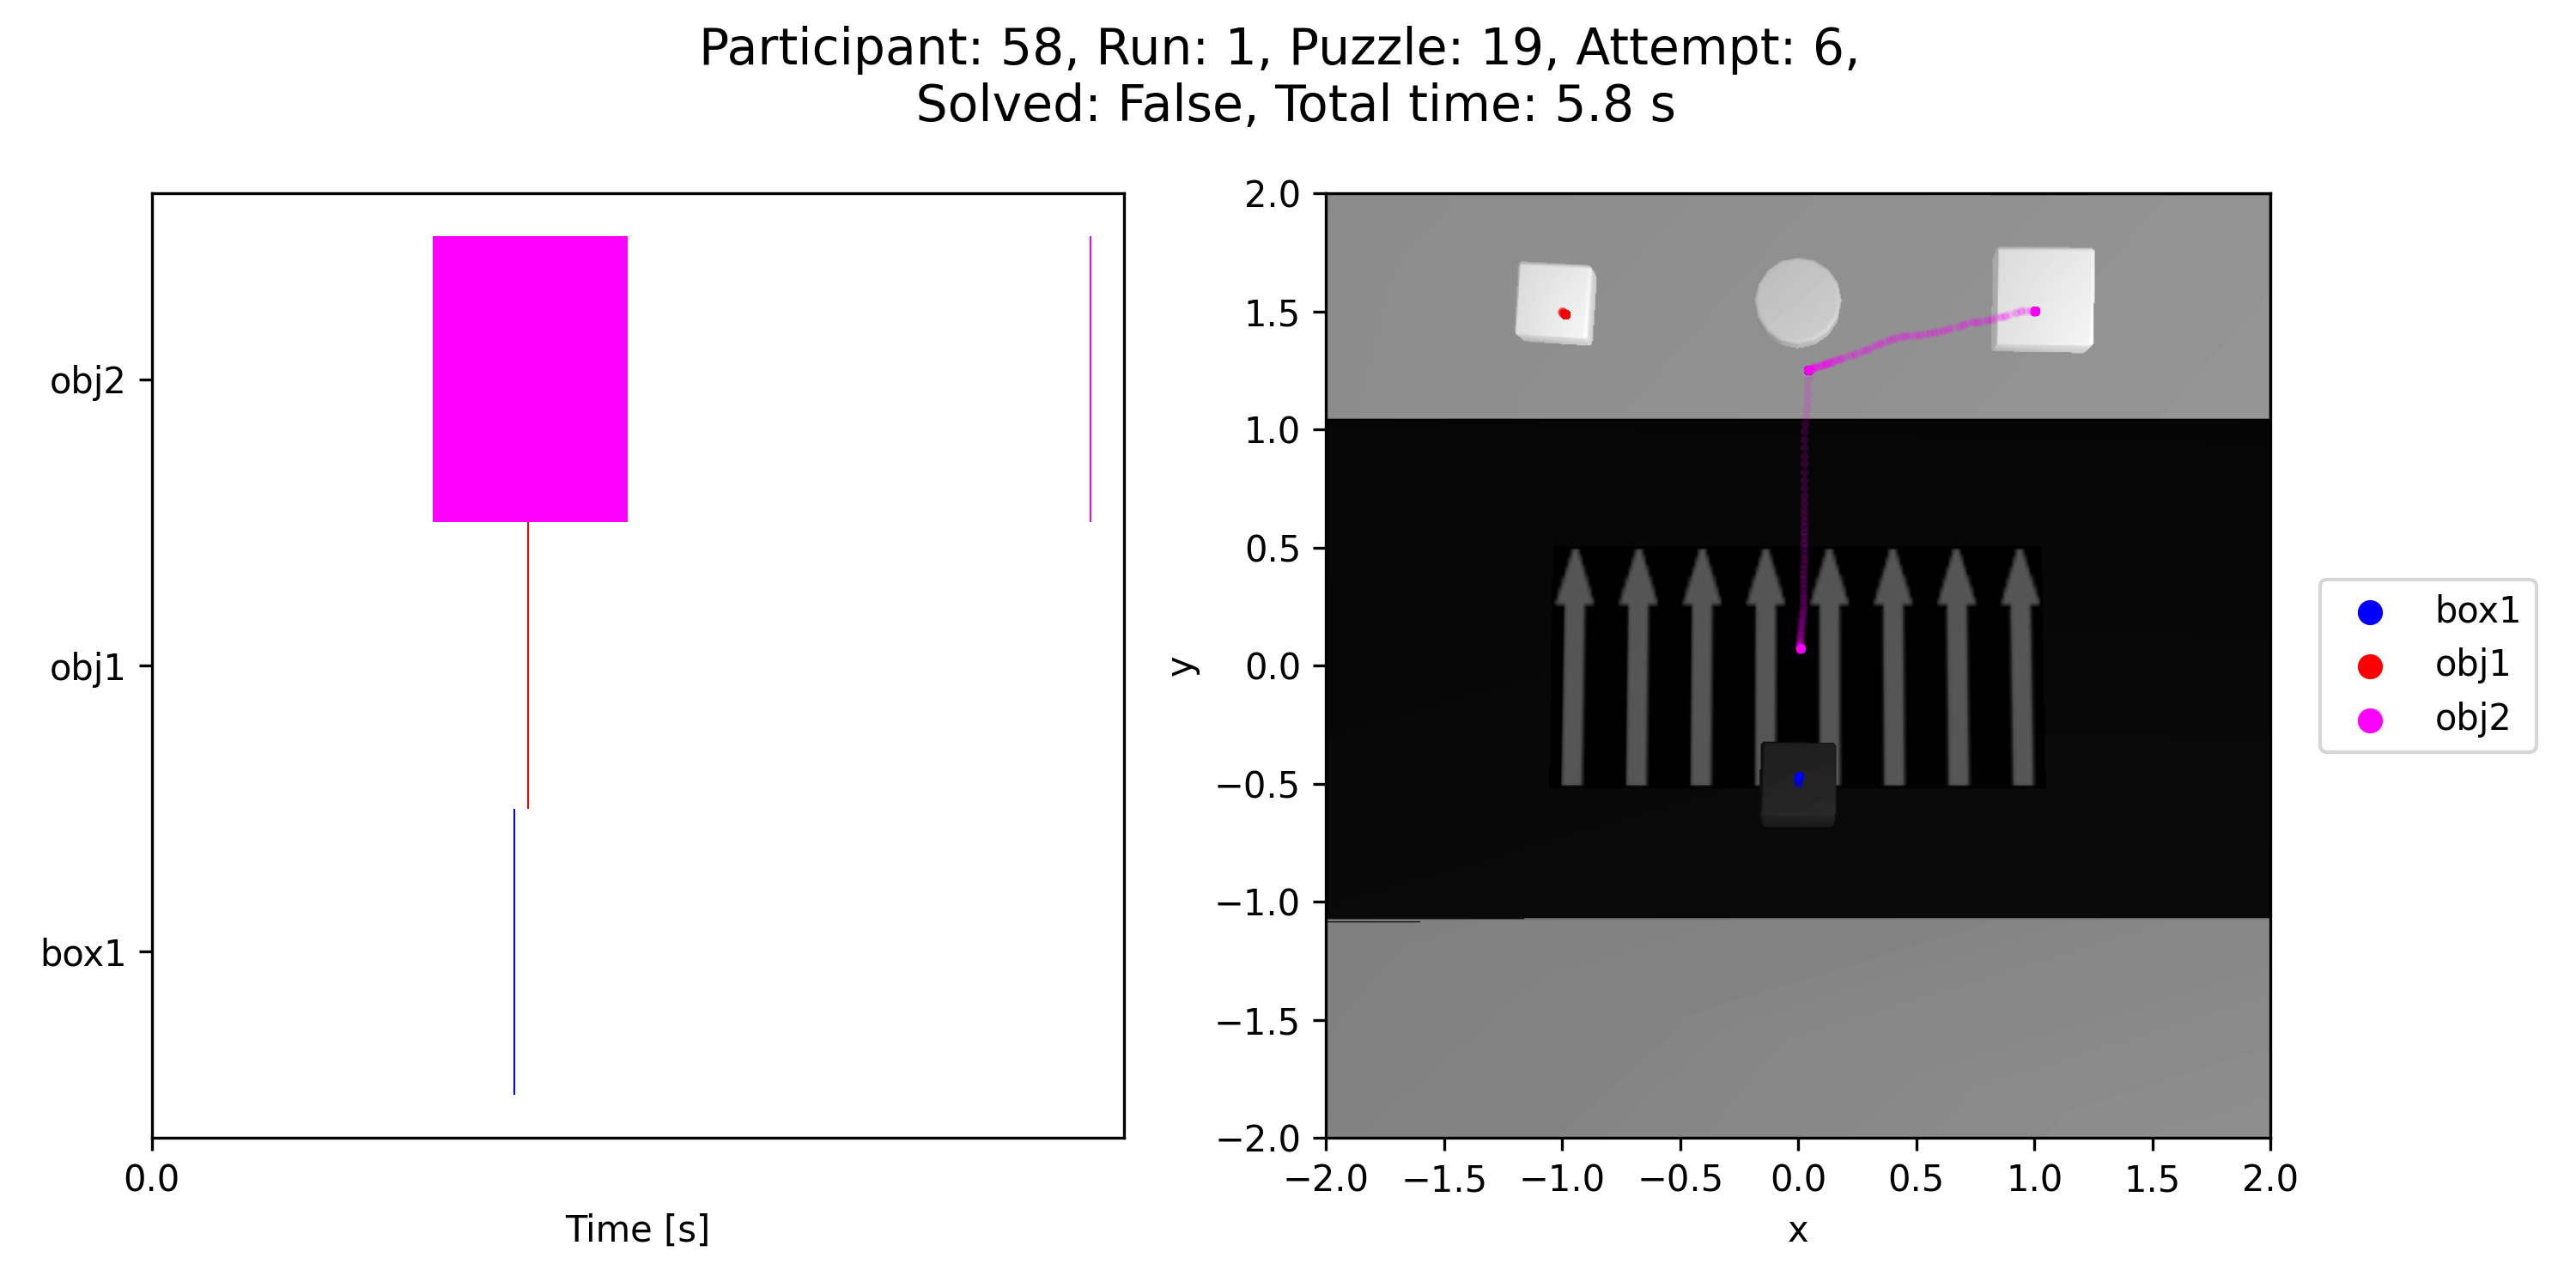 Participant: 58, Run: 1, Puzzle: 19, Attempt: 6,
Solved: False, Total time: 5.8 s
obj2
obj1
box1
0.0
Time [s]
2.0
1.5
1.0
0.5
0.0
−0.5
−1.0
−1.5
−2.0
y
−2.0 −1.5 −1.0 −0.5 0.0 0.5 1.0 1.5 2.0
x
box1
obj1
obj2